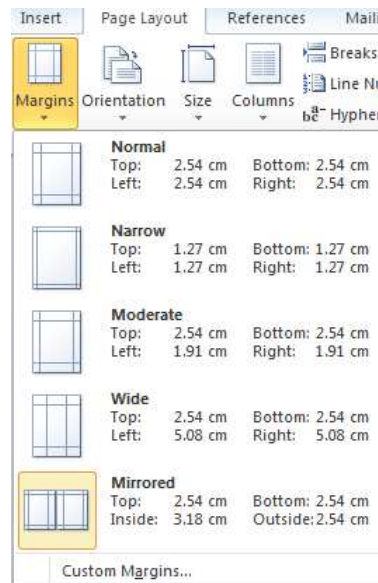 Insert Page Layout References Maili
Breaks
Line Nu
Margins Orientation Size Columns
bc a- Hyphen
Normal
Top: 2.54 cm Bottom: 2.54 cm
Left: 2.54 cm Right: 2.54 cm
Narrow
Top: 1.27 cm Bottom: 1.27 cm
Left: 1.27 cm Right: 1.27 cm
Moderate
Top: 2.54 cm Bottom: 2.54 cm
Left: 1.91 cm Right: 1.91 cm
Wide
Top: 2.54 cm Bottom: 2.54 cm
Left: 5.08 cm Right: 5.08 cm
Mirrored
Top: 2.54 cm Bottom: 2.54 cm
Inside: 3.18 cm Outside: 2.54 cm
Custom Margins...